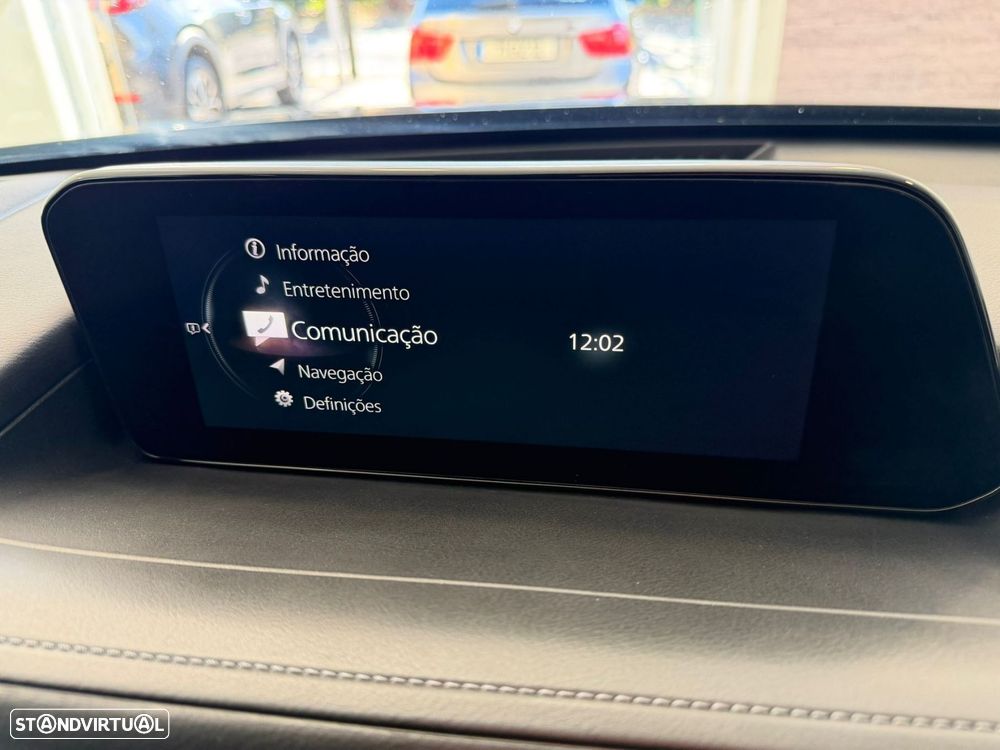 Informação
Entretenimento
Comunicação
12:02
Navegação
Definições
STANDVIRTUAL